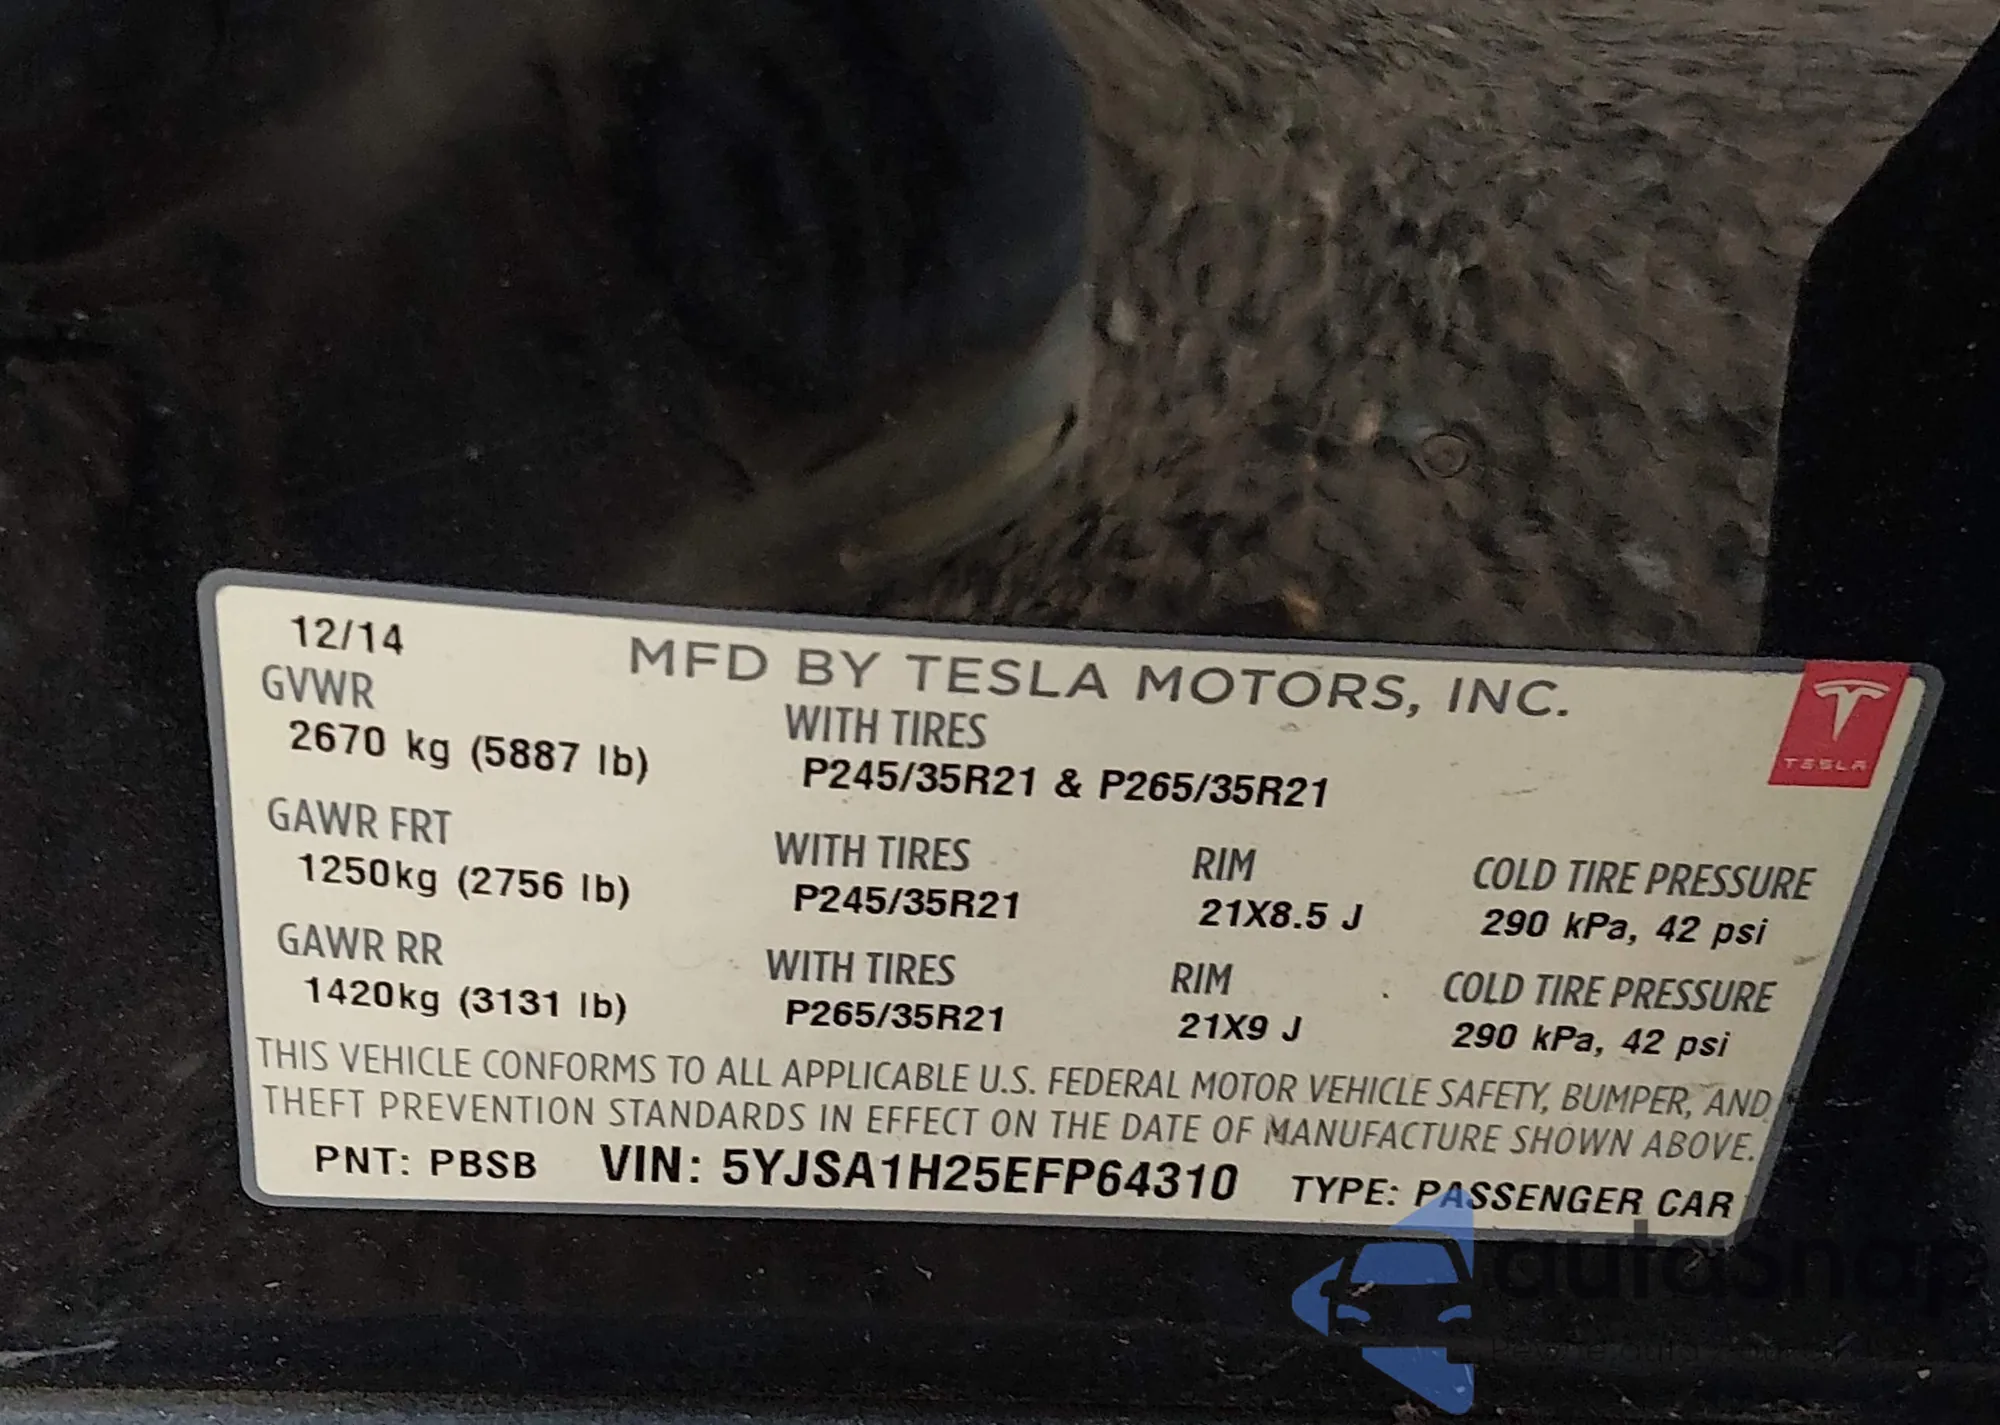 12/14
MFD BY TESLA MOTORS, INC.
TESLA
GVWR
2670 kg (5887 lb)
WITH TIRES
P245/35R21 & P265/35R21
GAWR FRT WITH TIRES RIM COLD TIRE PRESSURE
1250kg (2756 lb) P245/35R21 21X8.5 J 290 kPa, 42 psi
GAWR RR WITH TIRES RIM COLD TIRE PRESSURE
1420kg (3131 lb) P265/35R21 21X9 J 290 kPa, 42 psi
THIS VEHICLE CONFORMS TO ALL APPLICABLE U.S. FEDERAL MOTOR VEHICLE SAFETY, BUMPER, AND
THEFT PREVENTION STANDARDS IN EFFECT ON THE DATE OF MANUFACTURE SHOWN ABOVE.
PNT: PBSB VIN: 5YJSA1H25EFP64310 TYPE: PASSENGER CAR
autaSnap